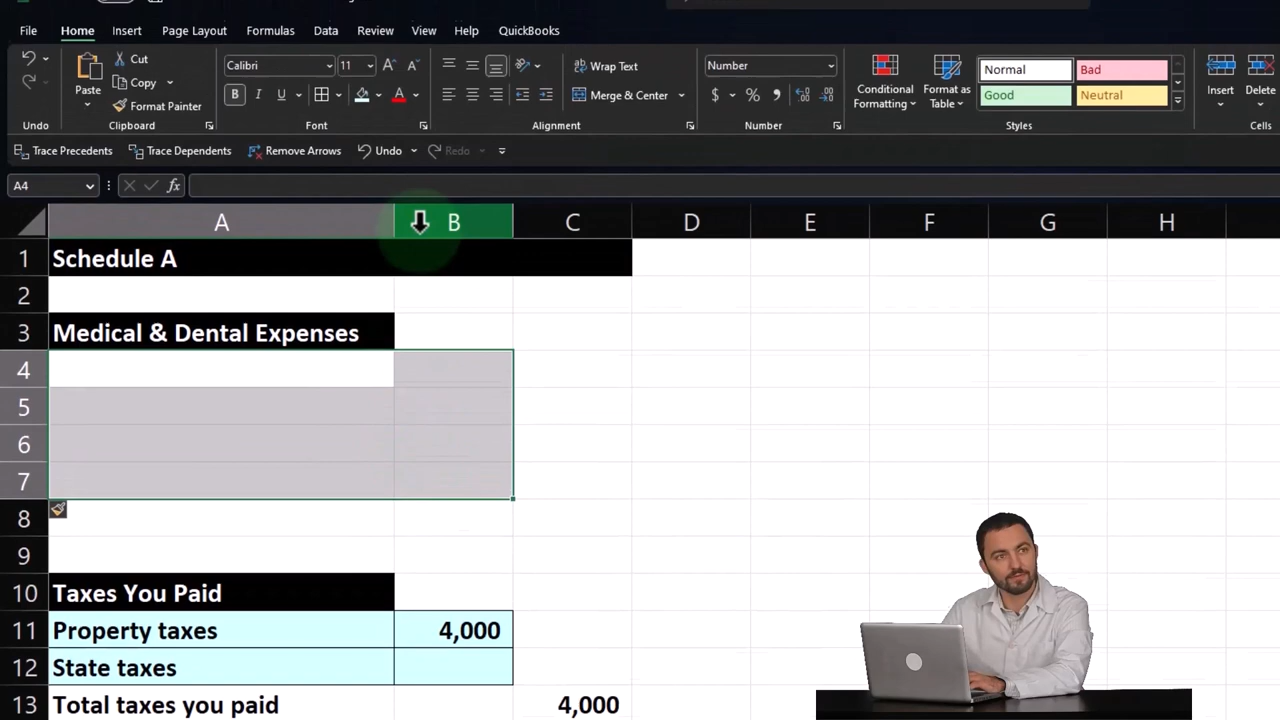 File Home Insert Page Layout Formulas Data Review View Help QuickBooks
Cut
Calibri 11 A A
Wrap Text
Number
Normal Bad
Paste
Copy
Conditional Formatting
Format as Table
Insert Delete
B I U A
Merge & Center
$ %
Good Neutral
Format Painter
Undo Clipboard Font Alignment Number Styles Cells
Trace Precedents Trace Dependents Remove Arrows Undo Redo
A4 fx
A B C D E F G H
1 Schedule A
2
3 Medical & Dental Expenses
4
5
6
7
8
9
10 Taxes You Paid
11 Property taxes 4,000
12 State taxes
13 Total taxes you paid 4,000